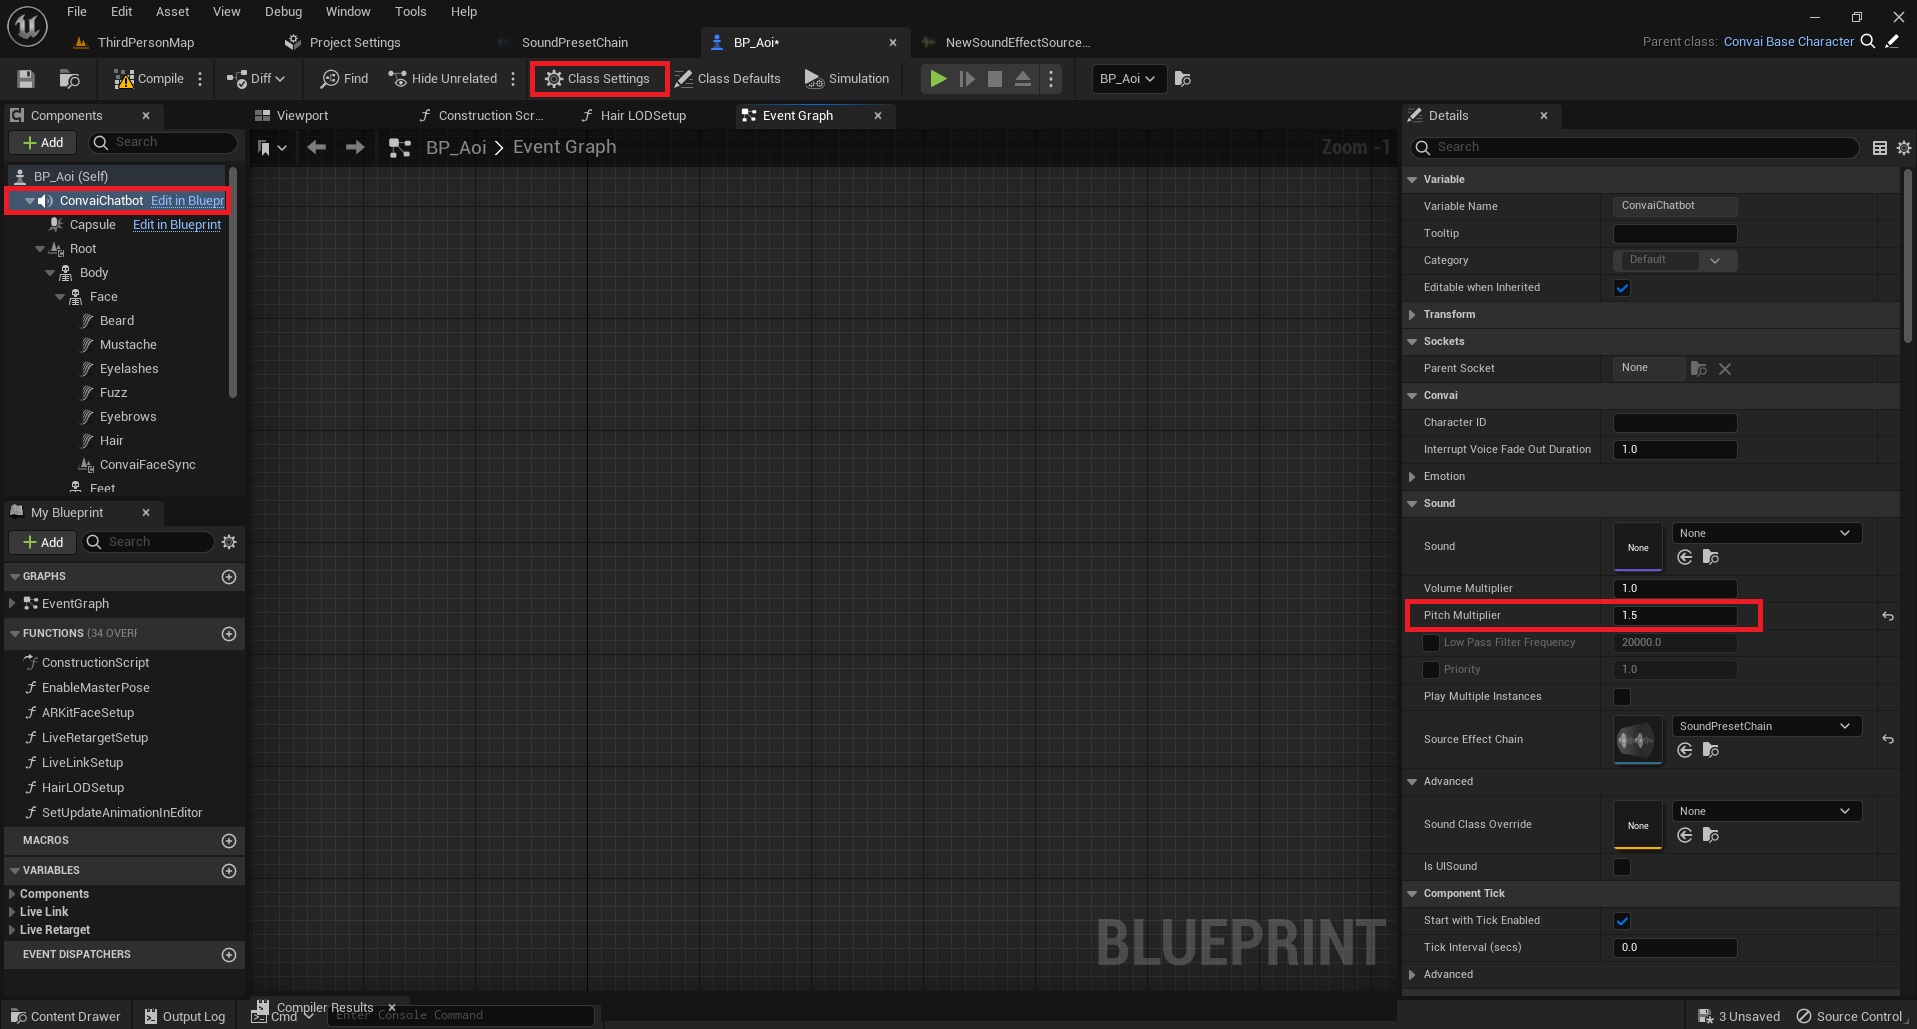 File Edit Asset View Debug Window Tools Help
ThirdPersonMap Project Settings SoundPresetChain BP_Aoi* NewSoundEffectSource... Parent class: Convai Base Character
Compile Diff Find Hide Unrelated Class Settings Class Defaults Simulation BP_Aoi
Components
Add Search
BP_Aoi (Self)
ConvaiChatbot Edit in Bluepr
Capsule Edit in Blueprint
Root
Body
Face
Beard
Mustache
Eyelashes
Fuzz
Eyebrows
Hair
ConvaiFaceSync
Feet
My Blueprint
Add Search
GRAPHS
EventGraph
FUNCTIONS (34 OVERR
ConstructionScript
EnableMasterPose
ARKitFaceSetup
LiveRetargetSetup
LiveLinkSetup
HairLODSetup
SetUpdateAnimationInEditor
MACROS
VARIABLES
Components
Live Link
Live Retarget
EVENT DISPATCHERS
Viewport Construction Scr... Hair LODSetup Event Graph
BP_Aoi Event Graph Zoom -1
BLUEPRINT
Compiler Results
Details
Search
Variable
Variable Name ConvaiChatbot
Tooltip
Category Default
Editable when Inherited
Transform
Sockets
Parent Socket None
Convai
Character ID
Interrupt Voice Fade Out Duration 1.0
Emotion
Sound
Sound None None
Volume Multiplier 1.0
Pitch Multiplier 1.5
Low Pass Filter Frequency 20000.0
Priority 1.0
Play Multiple Instances
Source Effect Chain SoundPresetChain
Advanced
Sound Class Override None None
Is UISound
Component Tick
Start with Tick Enabled
Tick Interval (secs) 0.0
Advanced
Content Drawer Output Log Cmd Enter Console Command 3 Unsaved Source Control